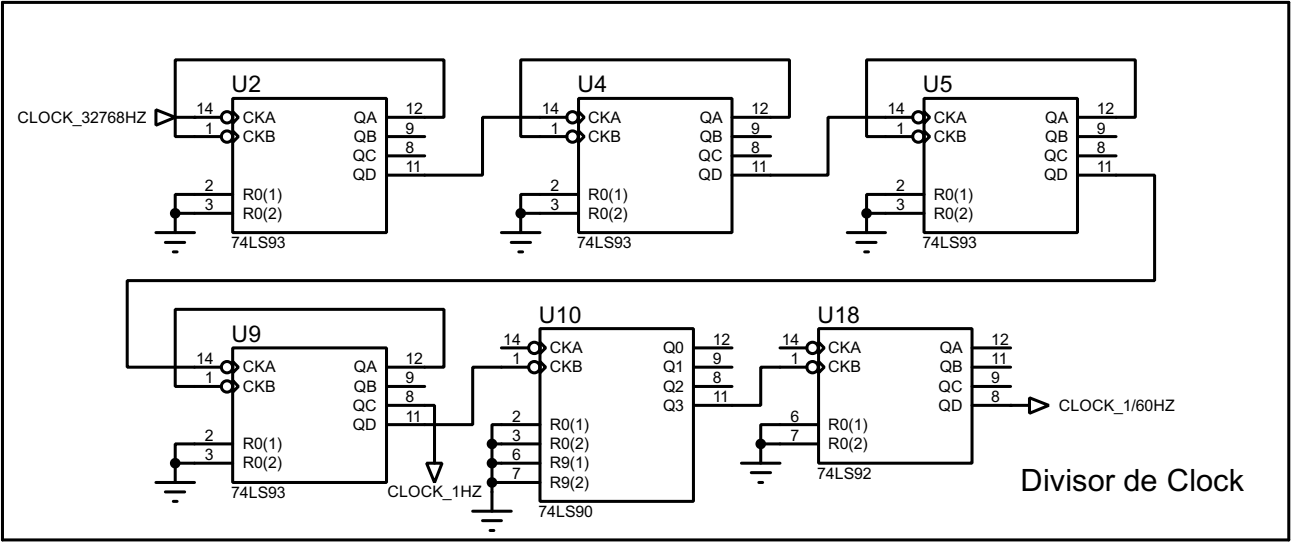 U2
U4
U5
CLOCK_32768HZ
14 CKA QA 12
1 CKB QB 9
QC 8
QD 11
2 R0(1)
3 R0(2)
74LS93
14 CKA QA 12
1 CKB QB 9
QC 8
QD 11
2 R0(1)
3 R0(2)
74LS93
14 CKA QA 12
1 CKB QB 9
QC 8
QD 11
2 R0(1)
3 R0(2)
74LS93
U9
14 CKA QA 12
1 CKB QB 9
QC 8
QD 11
2 R0(1)
3 R0(2)
74LS93
CLOCK_1HZ
U10
14 CKA Q0 12
1 CKB Q1 9
Q2 8
Q3 11
2 R0(1)
3 R0(2)
6 R9(1)
7 R9(2)
74LS90
U18
14 CKA QA 12
1 CKB QB 11
QC 9
QD 8
CLOCK_1/60HZ
6 R0(1)
7 R0(2)
74LS92
Divisor de Clock